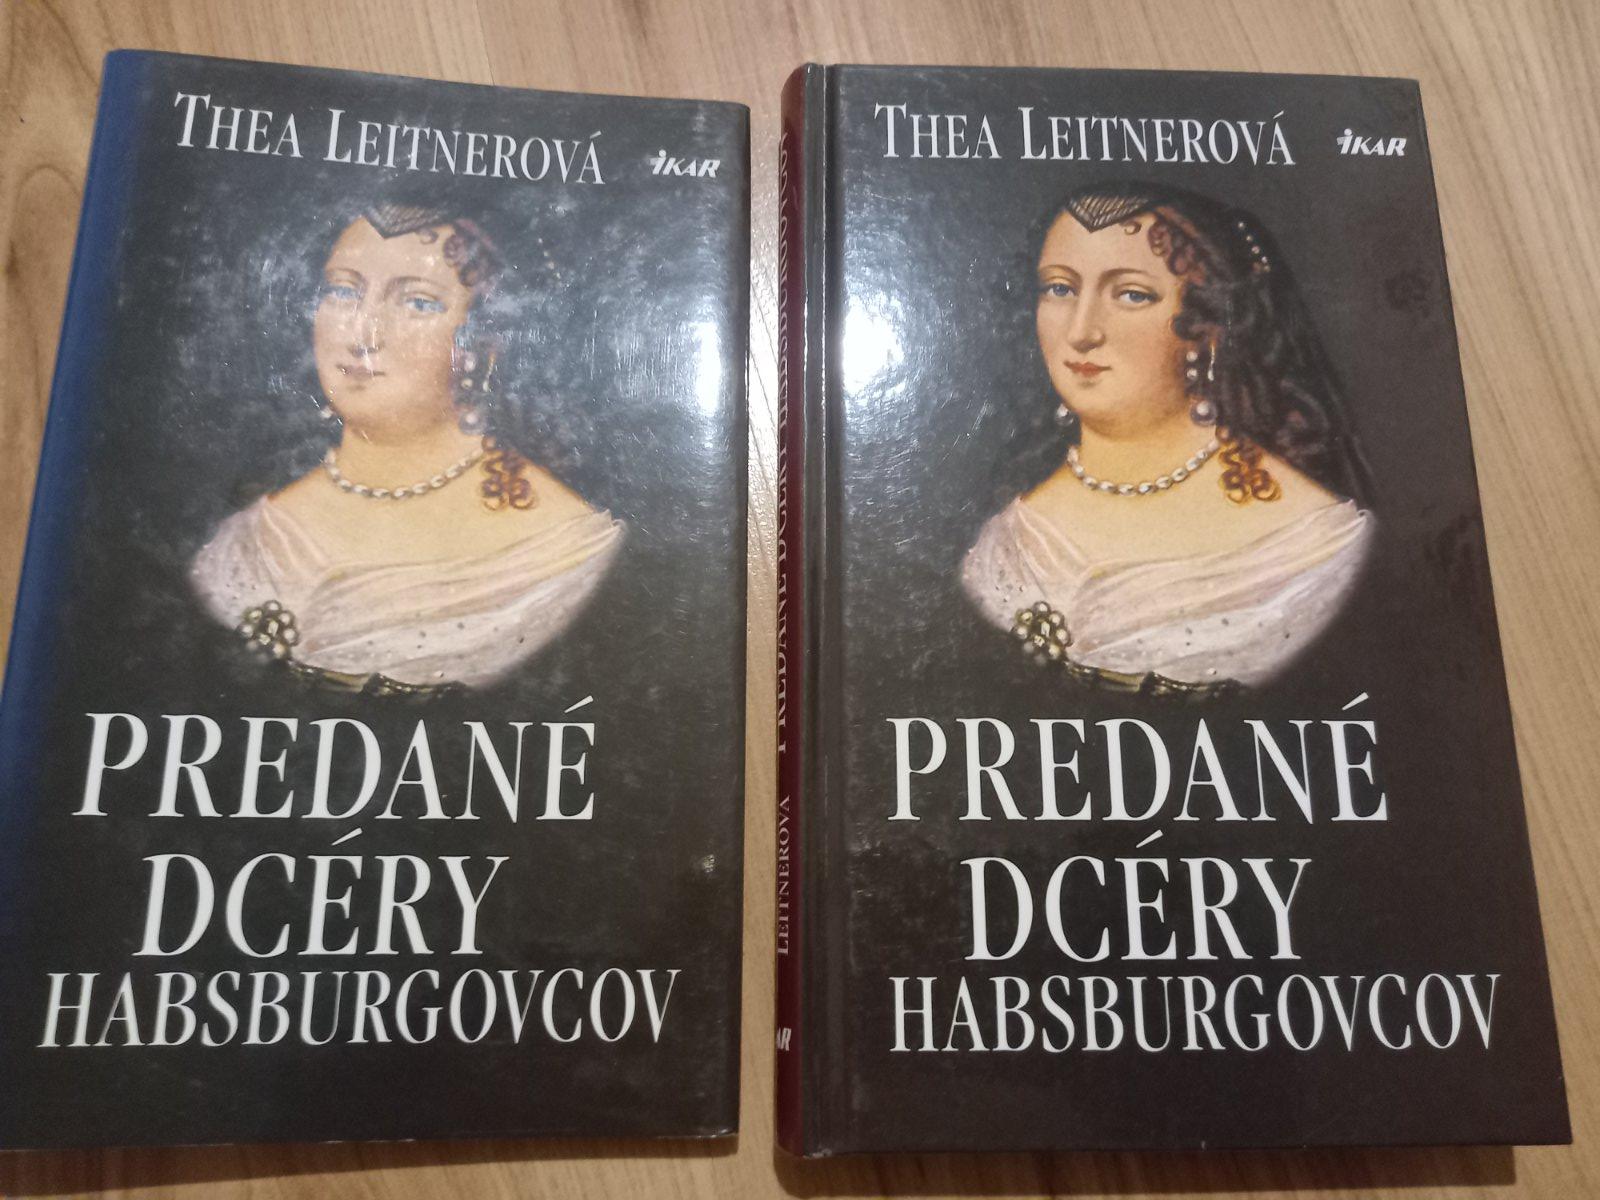 THEA LEITNEROVÁ
iKAR
PREDANÉ
DCÉRY
HABSBURGOVCOV
LEITNEROVÁ PREDANÉ DCÉRY HABSBURGOVCOV
THEA LEITNEROVÁ
iKAR
PREDANÉ
DCÉRY
HABSBURGOVCOV